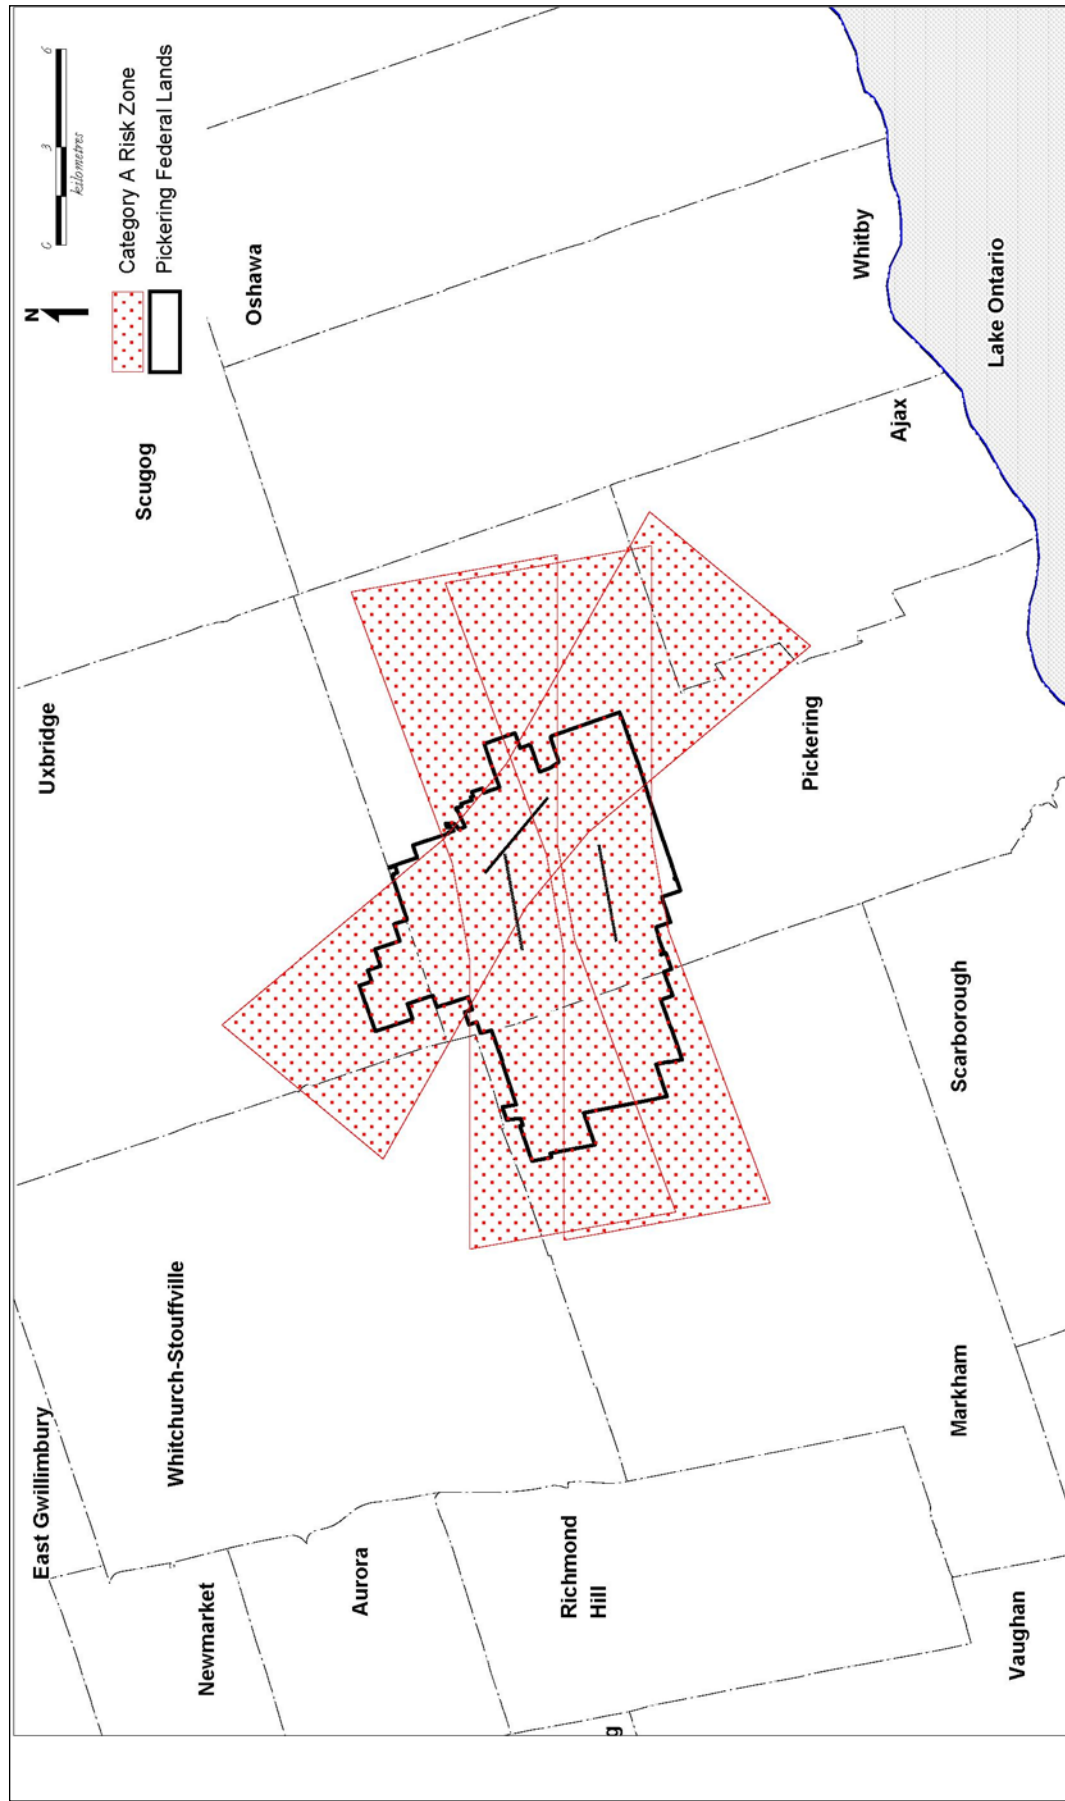 East Gwillimbury
Uxbridge
N
0 3 6
kilometres
Category A Risk Zone
Pickering Federal Lands
Scugog
Whitchurch-Stouffville
Newmarket
Oshawa
Aurora
Richmond
Hill
g
Pickering
Whitby
Ajax
Markham
Scarborough
Lake Ontario
Vaughan